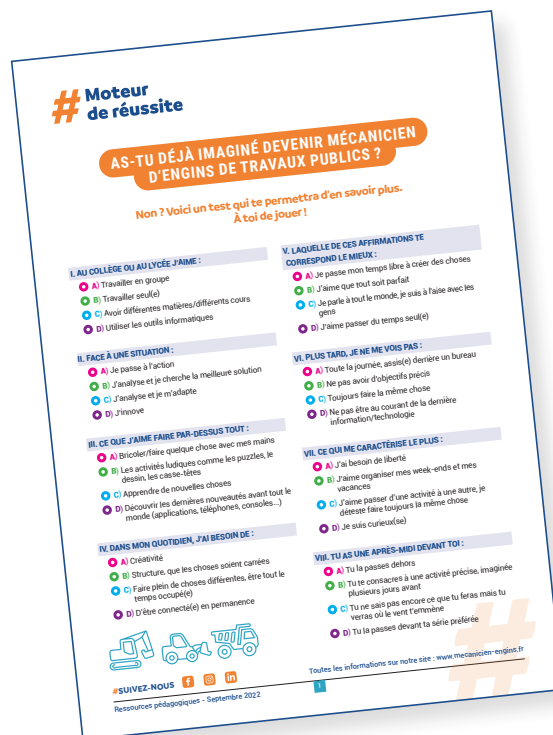 # Moteur
de réussite
AS-TU DÉJÀ IMAGINÉ DEVENIR MÉCANICIEN
D'ENGINS DE TRAVAUX PUBLICS ?
Non ? Voici un test qui te permettra d'en savoir plus.
À toi de jouer !
I. AU COLLÈGE OU AU LYCÉE J'AIME :
A) Travailler en groupe
B) Travailler seul(e)
C) Avoir différentes matières/différents cours
D) Utiliser les outils informatiques
II. FACE À UNE SITUATION :
A) Je passe à l'action
B) J'analyse et je cherche la meilleure solution
C) J'analyse et je m'adapte
D) J'innove
III. CE QUE J'AIME FAIRE PAR-DESSUS TOUT :
A) Bricoler/faire quelque chose avec mes mains
B) Les activités ludiques comme les puzzles, le
dessin, les casse-têtes
C) Apprendre de nouvelles choses
D) Découvrir les dernières nouveautés avant tout le
monde (applications, téléphones, consoles...)
IV. DANS MON QUOTIDIEN, J'AI BESOIN DE :
A) Créativité
B) Structure, que les choses soient carrées
C) Faire plein de choses différentes, être tout le
temps occupé(e)
D) D'être connecté(e) en permanence
V. LAQUELLE DE CES AFFIRMATIONS TE
CORRESPOND LE MIEUX :
A) Je passe mon temps libre à créer des choses
B) J'aime que tout soit parfait
C) Je parle à tout le monde, je suis à l'aise avec les
gens
D) J'aime passer du temps seul(e)
VI. PLUS TARD, JE NE ME VOIS PAS :
A) Toute la journée, assis(e) derrière un bureau
B) Ne pas avoir d'objectifs précis
C) Toujours faire la même chose
D) Ne pas être au courant de la dernière
information/technologie
VII. CE QUI ME CARACTÉRISE LE PLUS :
A) J'ai besoin de liberté
B) J'aime organiser mes week-ends et mes
vacances
C) J'aime passer d'une activité à une autre, je
déteste faire toujours la même chose
D) Je suis curieux(se)
VIII. TU AS UNE APRÈS-MIDI DEVANT TOI :
A) Tu la passes dehors
B) Tu te consacres à une activité précise, imaginée
plusieurs jours avant
C) Tu ne sais pas encore ce que tu feras mais tu
verras où le vent t'emmène
D) Tu la passes devant ta série préférée
#SUIVEZ-NOUS
Toutes les informations sur notre site : www.mecanicien-engins.fr
Ressources pédagogiques - Septembre 2022
1